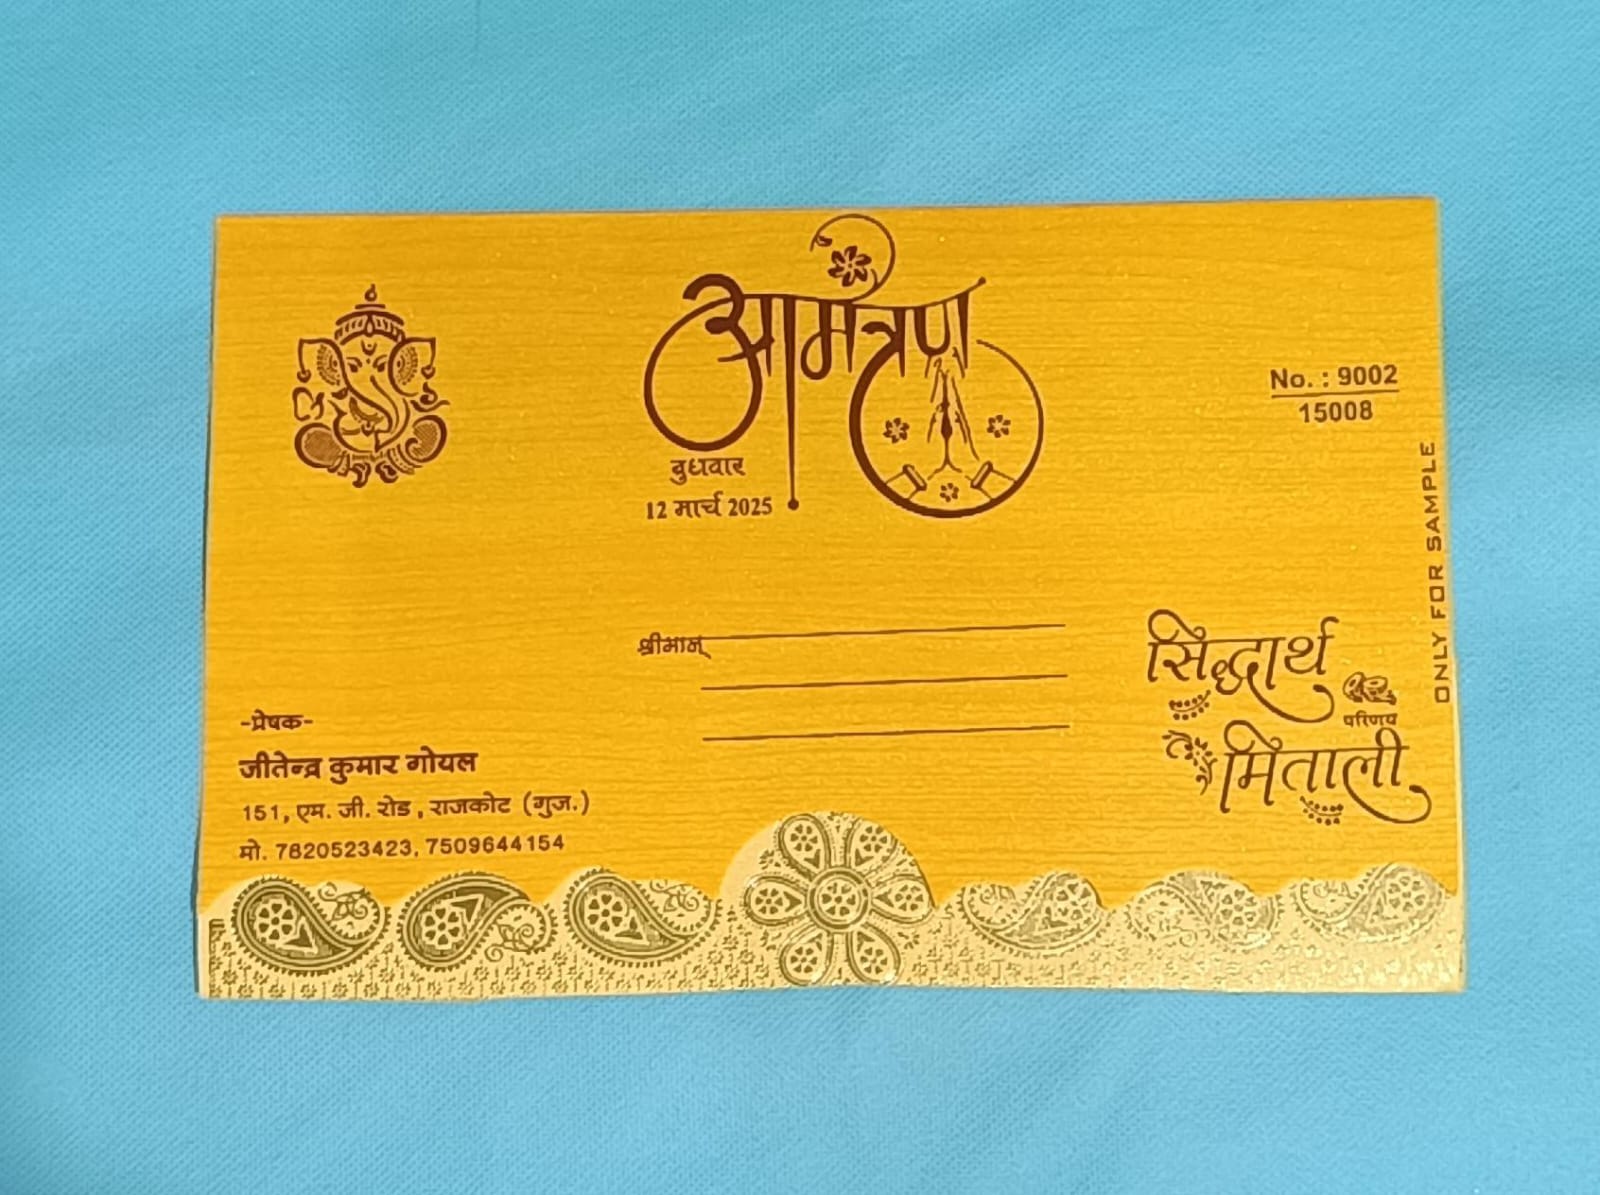 आमंत्रण
बुधवार
12 मार्च 2025
No. : 9002
15008
ONLY FOR SAMPLE
श्रीमान्
सिद्धार्थ
परिणय
मिताली
-प्रेषक-
जीतेन्द्र कुमार गोयल
151, एम. जी. रोड, राजकोट (गुज.)
मो. 7820523423, 7509644154